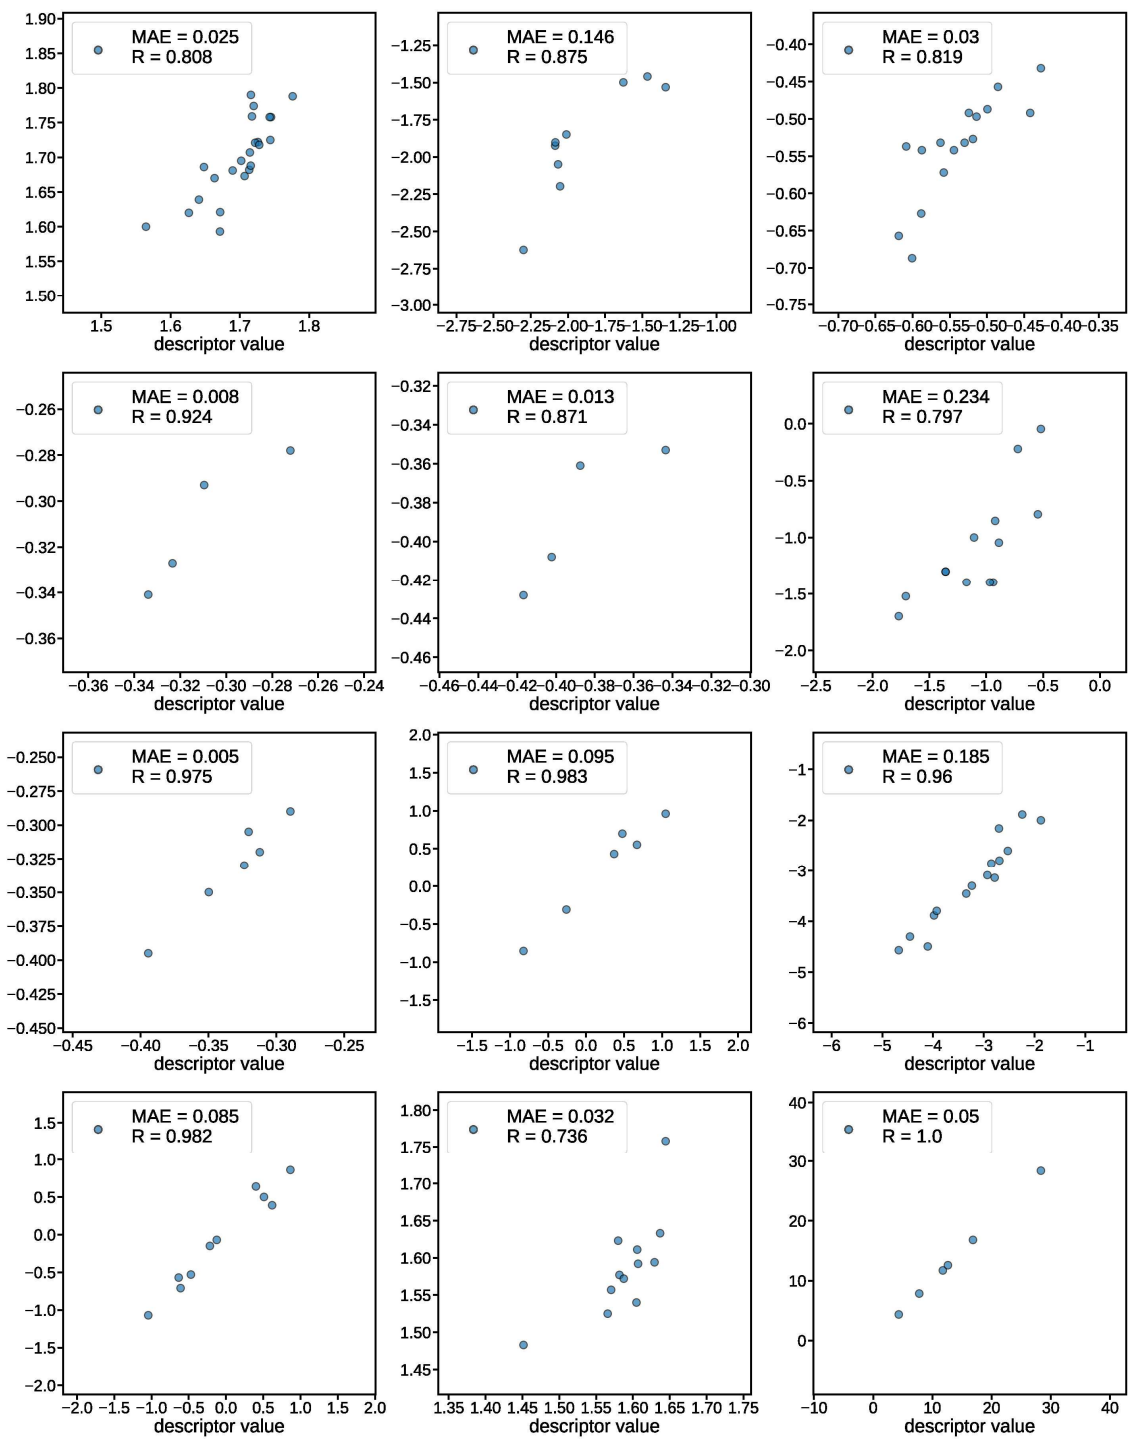 MAE = 0.025
R = 0.808
1.90
1.85
1.80
1.75
1.70
1.65
1.60
1.55
1.50
1.5 1.6 1.7 1.8
descriptor value
MAE = 0.146
R = 0.875
−1.25
−1.50
−1.75
−2.00
−2.25
−2.50
−2.75
−3.00
−2.75−2.50−2.25−2.00−1.75−1.50−1.25−1.00
descriptor value
MAE = 0.03
R = 0.819
−0.40
−0.45
−0.50
−0.55
−0.60
−0.65
−0.70
−0.75
−0.70−0.65−0.60−0.55−0.50−0.45−0.40−0.35
descriptor value
MAE = 0.008
R = 0.924
−0.26
−0.28
−0.30
−0.32
−0.34
−0.36
−0.36−0.34−0.32−0.30−0.28−0.26−0.24
descriptor value
MAE = 0.013
R = 0.871
−0.32
−0.34
−0.36
−0.38
−0.40
−0.42
−0.44
−0.46
−0.46−0.44−0.42−0.40−0.38−0.36−0.34−0.32−0.30
descriptor value
MAE = 0.234
R = 0.797
0.0
−0.5
−1.0
−1.5
−2.0
−2.5 −2.0 −1.5 −1.0 −0.5 0.0
descriptor value
MAE = 0.005
R = 0.975
−0.250
−0.275
−0.300
−0.325
−0.350
−0.375
−0.400
−0.425
−0.450
−0.45 −0.40 −0.35 −0.30 −0.25
descriptor value
MAE = 0.095
R = 0.983
2.0
1.5
1.0
0.5
0.0
−0.5
−1.0
−1.5
−1.5 −1.0 −0.5 0.0 0.5 1.0 1.5 2.0
descriptor value
MAE = 0.185
R = 0.96
−1
−2
−3
−4
−5
−6
−6 −5 −4 −3 −2 −1
descriptor value
MAE = 0.085
R = 0.982
1.5
1.0
0.5
0.0
−0.5
−1.0
−1.5
−2.0
−2.0 −1.5 −1.0 −0.5 0.0 0.5 1.0 1.5 2.0
descriptor value
MAE = 0.032
R = 0.736
1.80
1.75
1.70
1.65
1.60
1.55
1.50
1.45
1.35 1.40 1.45 1.50 1.55 1.60 1.65 1.70 1.75
descriptor value
MAE = 0.05
R = 1.0
40
30
20
10
0
−10 0 10 20 30 40
descriptor value